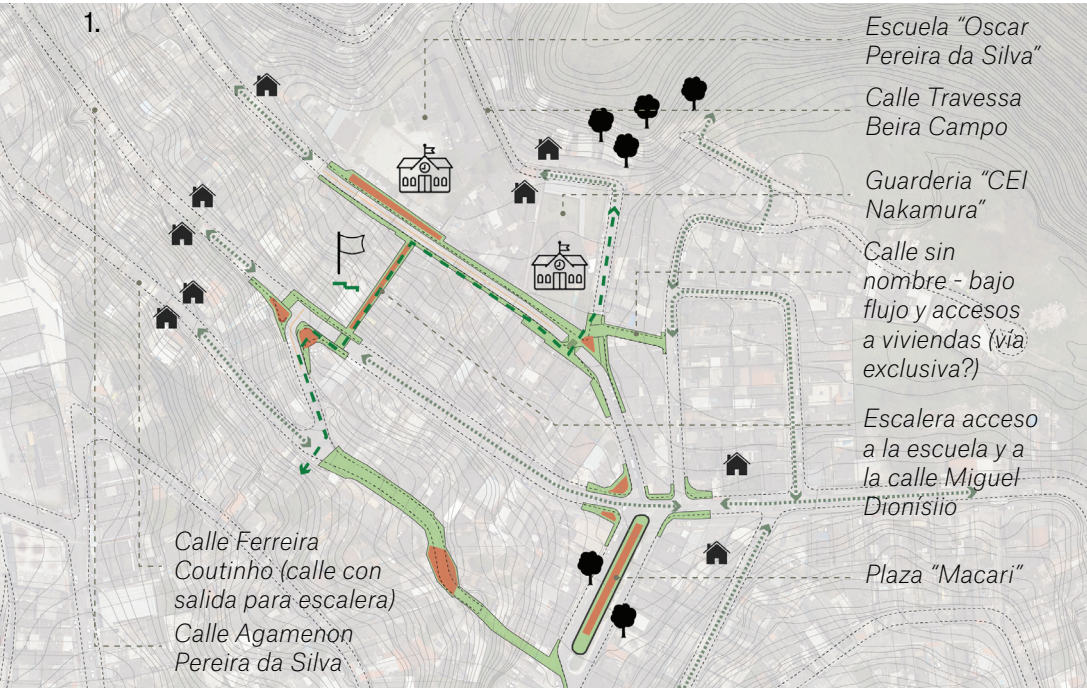 1.
Escuela “Oscar
Pereira da Silva”
Calle Travessa
Beira Campo
Guarderia “CEI
Nakamura”
Calle sin
nombre - bajo
flujo y accesos
a viviendas (vía
exclusiva?)
Escalera acceso
a la escuela y a
la calle Miguel
Dionísiio
Plaza “Macari”
Calle Ferreira
Coutinho (calle con
salida para escalera)
Calle Agamenon
Pereira da Silva